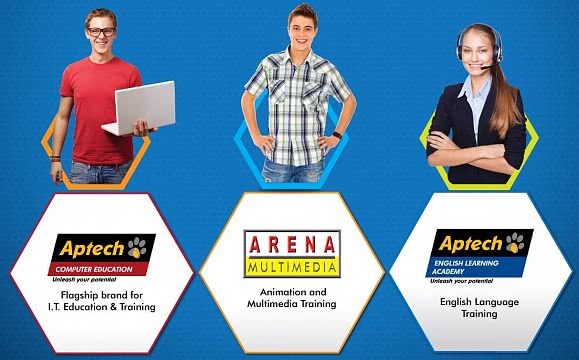 Aptech
COMPUTER EDUCATION
Unleash your potential
Flagship brand for
I.T. Education & Training
ARENA
MULTIMEDIA
Animation and
Multimedia Training
Aptech
ENGLISH LEARNING
ACADEMY
Unleash your potential
English Language
Training